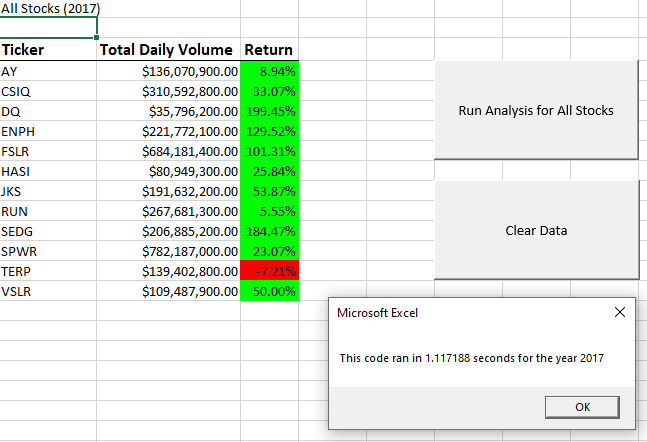 All Stocks (2017)
Ticker Total Daily Volume Return
AY $136,070,900.00 8.94%
CSIQ $310,592,800.00 33.07%
DQ $35,796,200.00 199.45%
ENPH $221,772,100.00 129.52%
FSLR $684,181,400.00 101.31%
HASI $80,949,300.00 25.84%
JKS $191,632,200.00 53.87%
RUN $267,681,300.00 5.55%
SEDG $206,885,200.00 184.47%
SPWR $782,187,000.00 23.07%
TERP $139,402,800.00 -7.21%
VSLR $109,487,900.00 50.00%
Run Analysis for All Stocks
Clear Data
Microsoft Excel
This code ran in 1.117188 seconds for the year 2017
OK